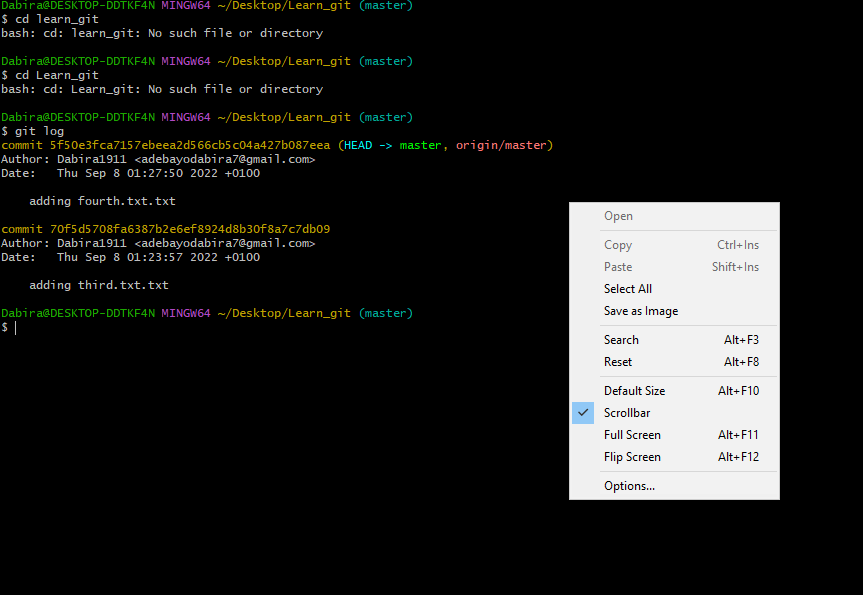 Dabira@DESKTOP-DDTKF4N MINGW64 ~/Desktop/Learn_git (master)
$ cd learn_git
bash: cd: learn_git: No such file or directory
Dabira@DESKTOP-DDTKF4N MINGW64 ~/Desktop/Learn_git (master)
$ cd Learn_git
bash: cd: Learn_git: No such file or directory
Dabira@DESKTOP-DDTKF4N MINGW64 ~/Desktop/Learn_git (master)
$ git log
commit 5f50e3fca7157ebeea2d566cb5c04a427b087eea (HEAD -> master, origin/master)
Author: Dabira1911 <adebayodabira7@gmail.com>
Date:   Thu Sep 8 01:27:50 2022 +0100
    adding fourth.txt.txt
commit 70f5d5708fa6387b2e6ef8924d8b30f8a7c7db09
Author: Dabira1911 <adebayodabira7@gmail.com>
Date:   Thu Sep 8 01:23:57 2022 +0100
    adding third.txt.txt
Dabira@DESKTOP-DDTKF4N MINGW64 ~/Desktop/Learn_git (master)
$
Open
Copy Ctrl+Ins
Paste Shift+Ins
Select All
Save as Image
Search Alt+F3
Reset Alt+F8
Default Size Alt+F10
Scrollbar
Full Screen Alt+F11
Flip Screen Alt+F12
Options...